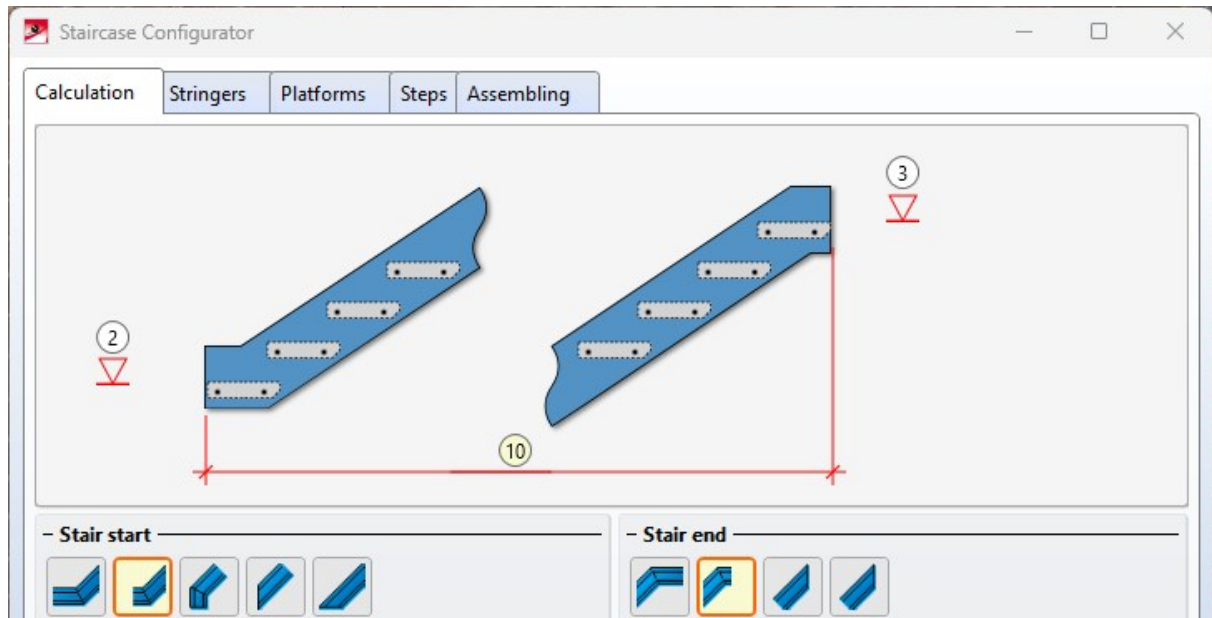 Staircase Configurator
Calculation Stringers Platforms Steps Assembling
3
2
10
– Stair start
– Stair end